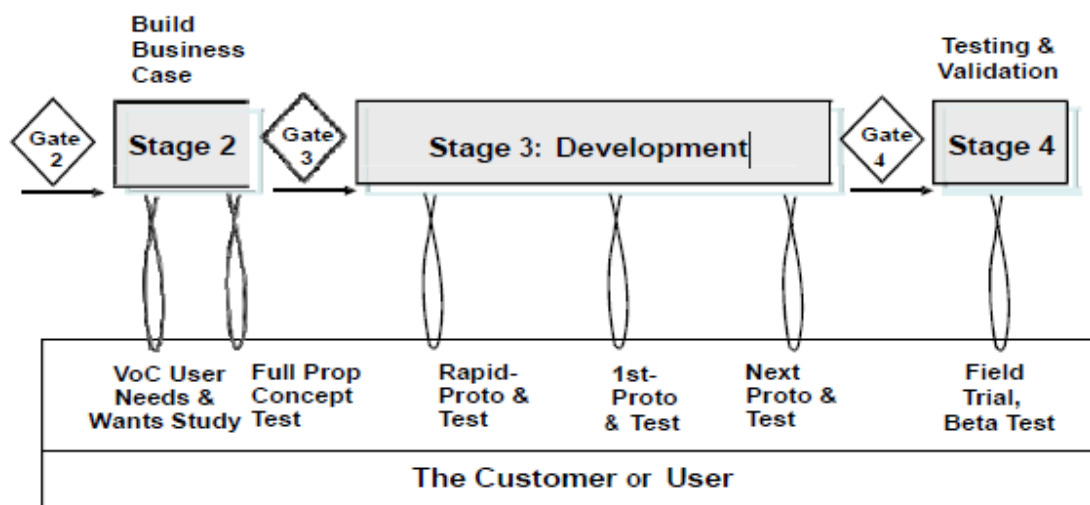 Build
Business
Case
Testing &
Validation
Gate
2
Stage 2
Gate
3
Stage 3: Development
Gate
4
Stage 4
VoC User
Needs &
Wants Study
Full Prop
Concept
Test
Rapid-
Proto &
Test
1st-
Proto
& Test
Next
Proto &
Test
Field
Trial,
Beta Test
The Customer or User